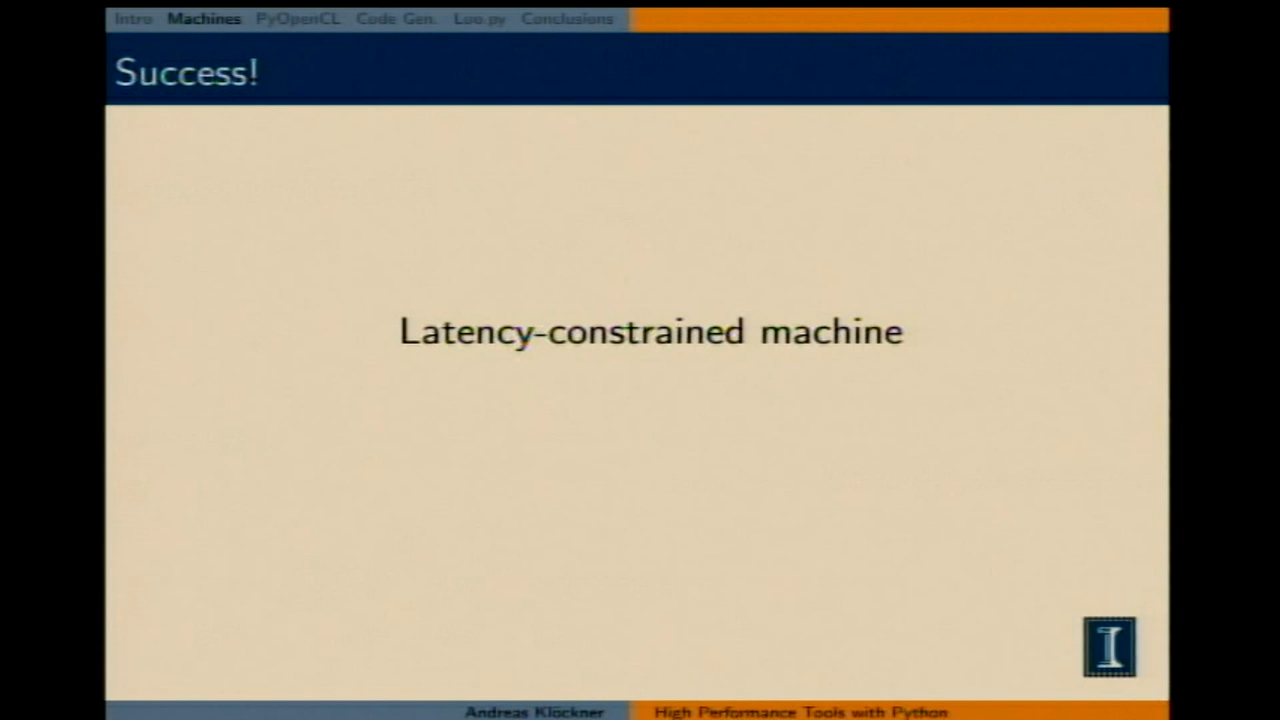 Intro Machines PyOpenCL Code Gen. Loo.py Conclusions
Success!
Latency-constrained machine
I
Andreas Klöckner High Performance Tools with Python